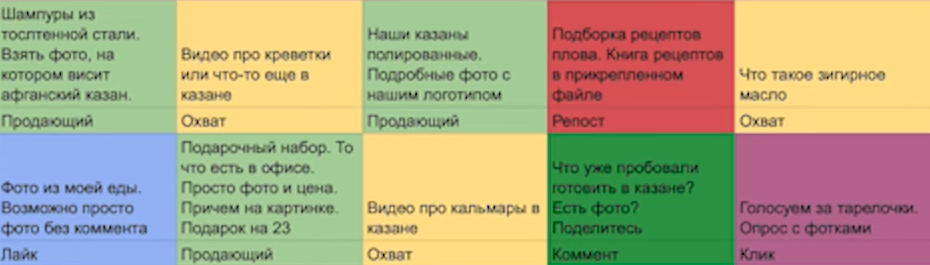 Шампуры из
тослтенной стали.
Взять фото, на
котором висит
афганский казан.
Видео про креветки
или что-то еще в
казане
Наши казаны
полированные.
Подробные фото с
нашим логотипом
Подборка рецептов
плова. Книга рецептов
в прикрепленном
файле
Что такое зигирное
масло
Продающий
Охват
Продающий
Репост
Охват
Фото из моей еды.
Возможно просто
фото без коммента
Подарочный набор. То
что есть в офисе.
Просто фото и цена.
Причем на картинке.
Подарок на 23
Видео про кальмары в
казане
Что уже пробовали
готовить в казане?
Есть фото?
Поделитесь
Голосуем за тарелочки.
Опрос с фотками
Лайк
Продающий
Охват
Коммент
Клик